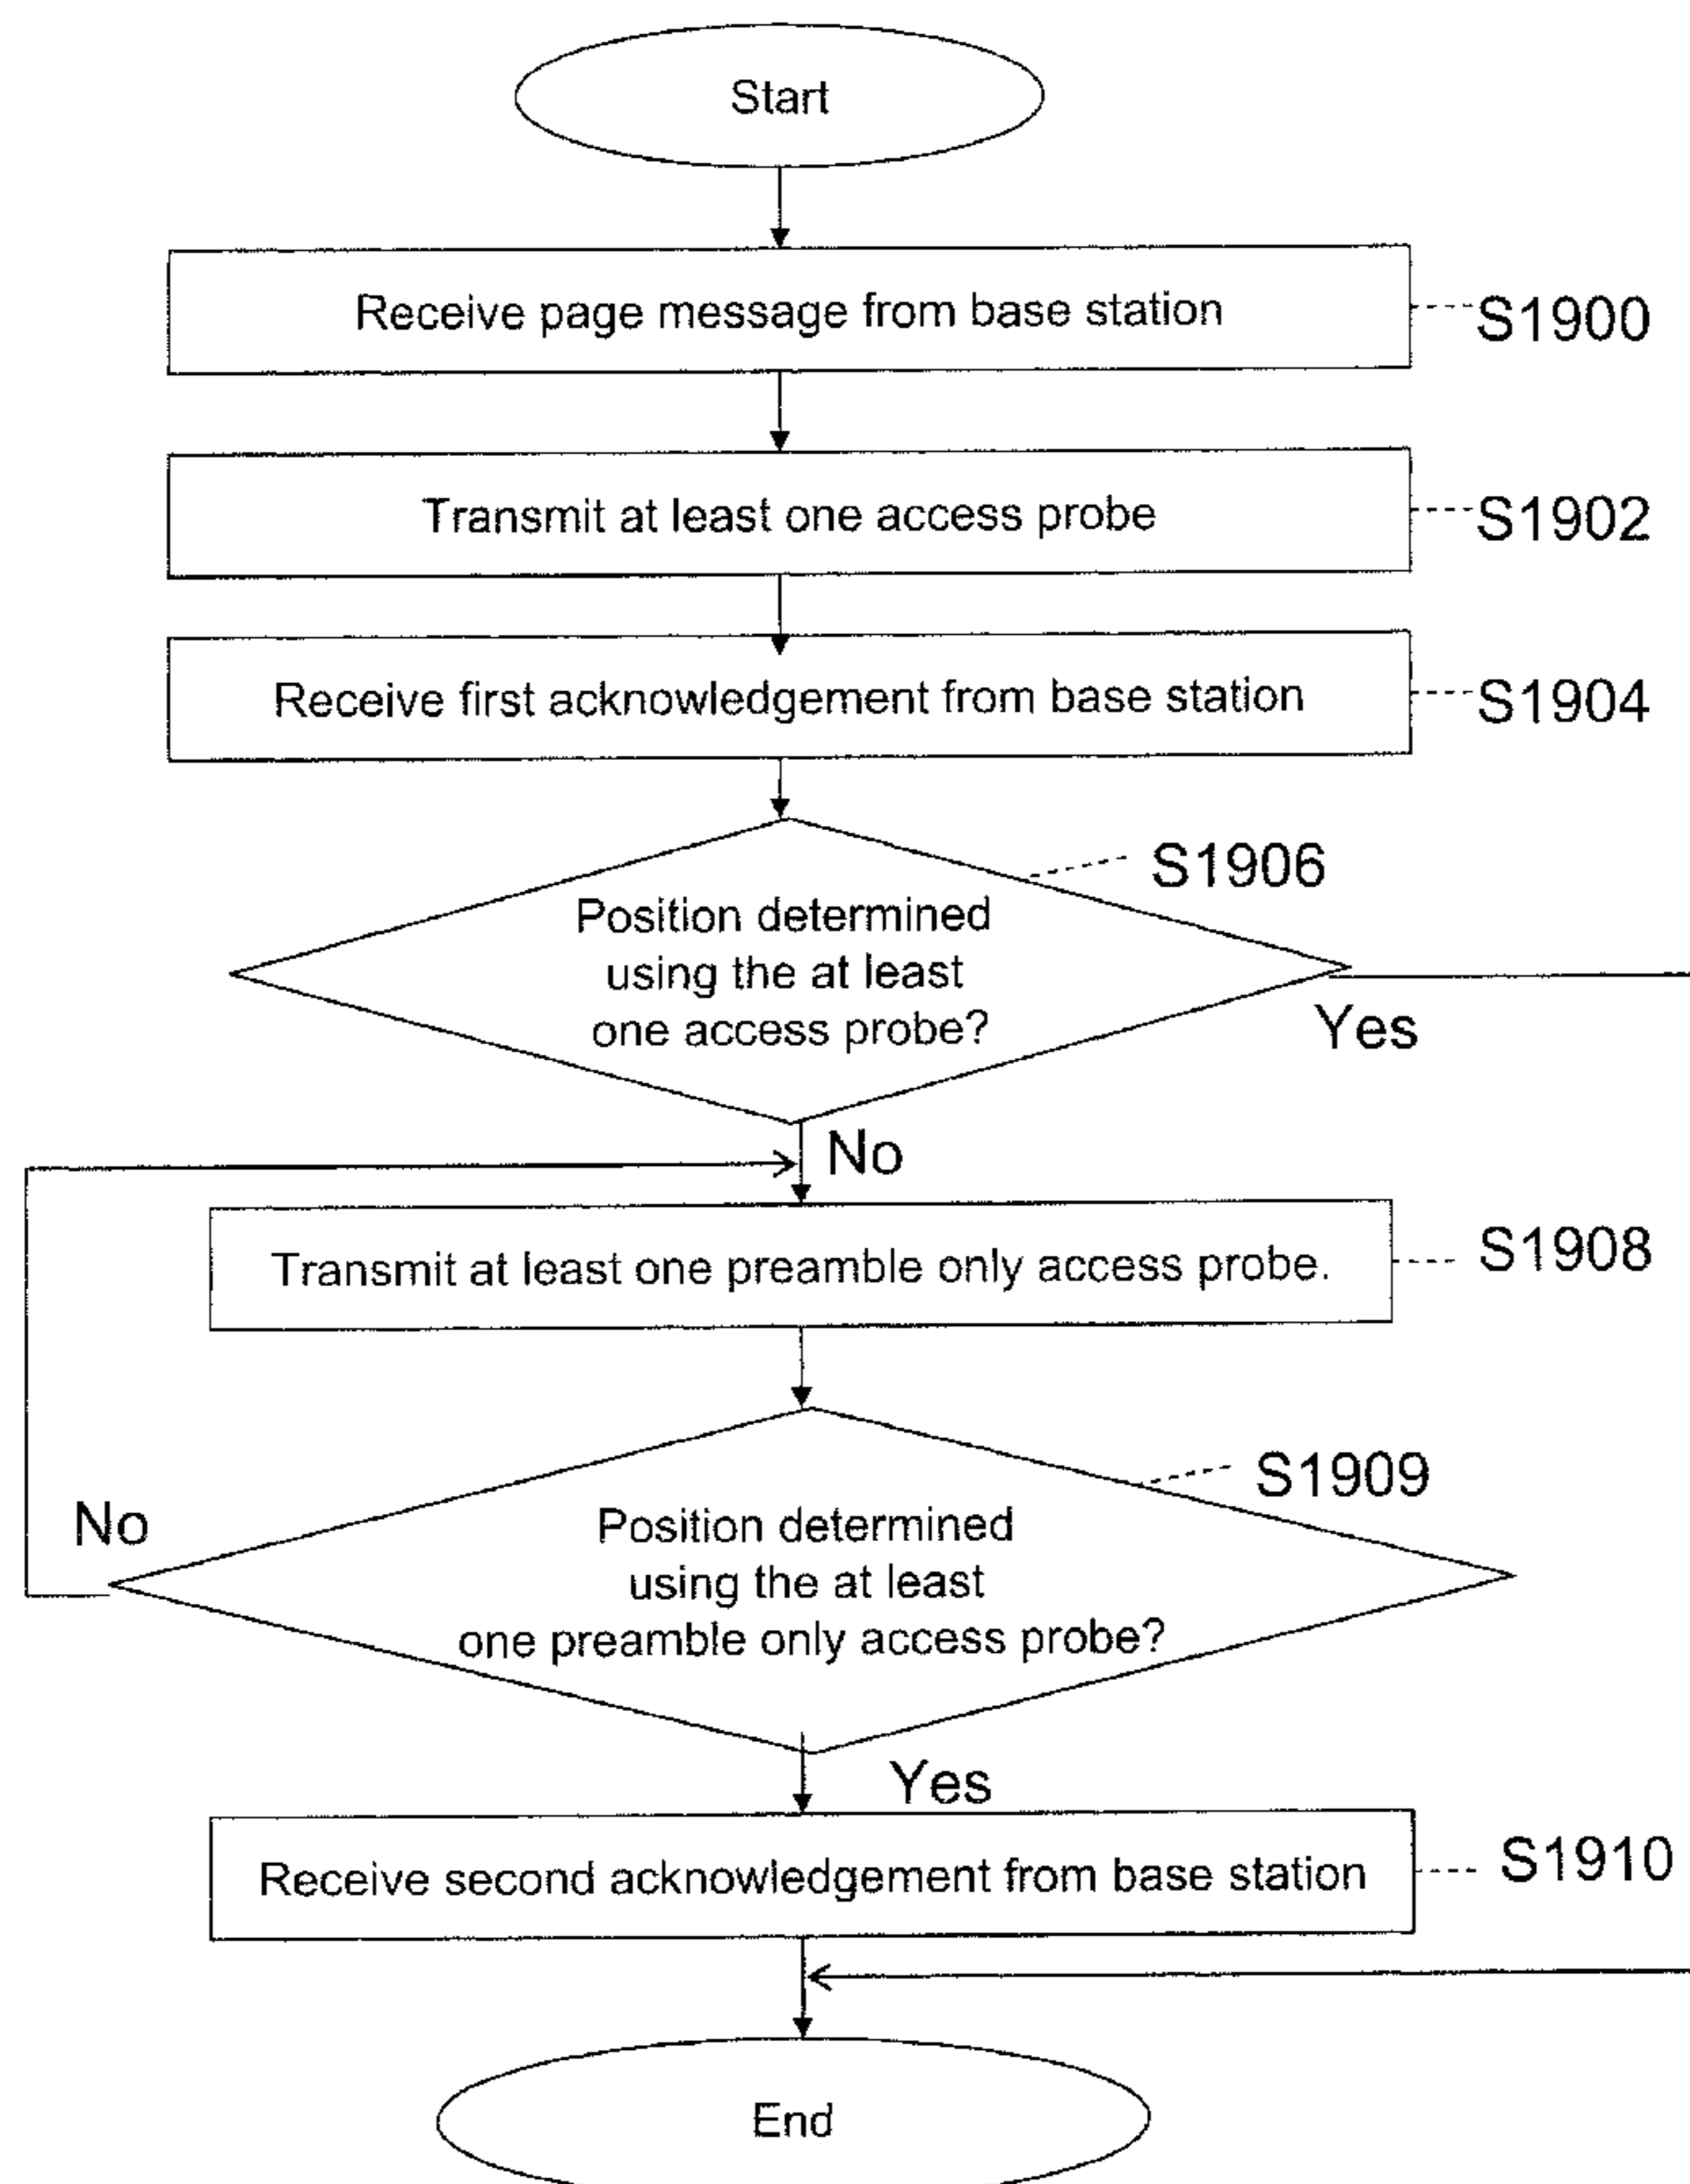 Start
Receive page message from base station
S1900
Transmit at least one access probe
S1902
Receive first acknowledgement from base station
S1904
S1906
Position determined
using the at least
one access probe?
Yes
No
Transmit at least one preamble only access probe.
S1908
S1909
No
Position determined
using the at least
one preamble only access probe?
Yes
Receive second acknowledgement from base station
S1910
End